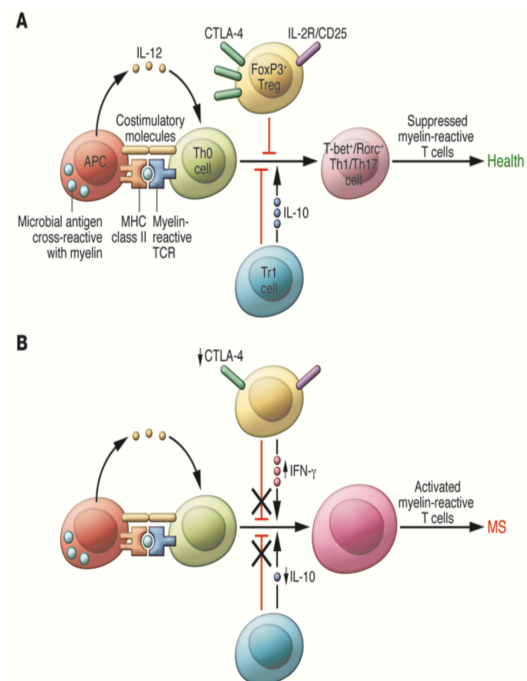 A
CTLA-4
IL-2R/CD25
IL-12
FoxP3⁺
Treg
Costimulatory
molecules
APC
Th0
cell
T-bet⁺/Rorc⁺
Th1/Th17
cell
Suppressed
myelin-reactive
T cells
Health
Microbial antigen
cross-reactive
with myelin
MHC
class II
Myelin-
reactive
TCR
IL-10
Tr1
cell
B
CTLA-4
IFN-γ
IL-10
Activated
myelin-reactive
T cells
MS